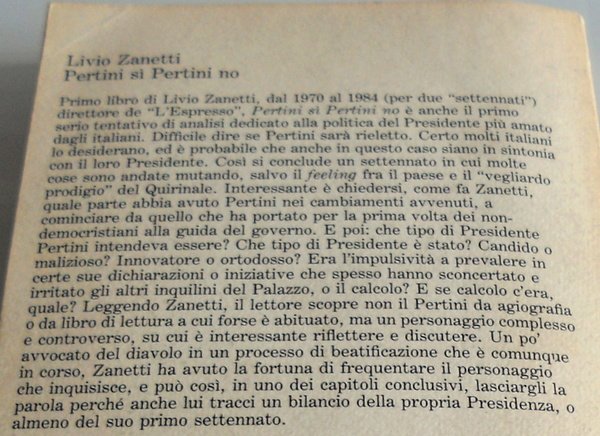 Livio Zanetti
Pertini sì Pertini no
Primo libro di Livio Zanetti, dal 1970 al 1984 (per due "settennati")
direttore de "L'Espresso", Pertini sì Pertini no è anche il primo
serio tentativo di analisi dedicato alla politica del Presidente più amato
dagli italiani. Difficile dire se Pertini sarà rieletto. Certo molti italiani
lo desiderano, ed è probabile che anche in questo caso siano in sintonia
con il loro Presidente. Così si conclude un settennato in cui molte
cose sono andate mutando, salvo il feeling fra il paese e il "vegliardo
prodigio" del Quirinale. Interessante è chiedersi, come fa Zanetti,
quale parte abbia avuto Pertini nei cambiamenti avvenuti, a
cominciare da quello che ha portato per la prima volta dei non-
democristiani alla guida del governo. E poi: che tipo di Presidente
Pertini intendeva essere? Che tipo di Presidente è stato? Candido o
malizioso? Innovatore o ortodosso? Era l'impulsività a prevalere in
certe sue dichiarazioni o iniziative che spesso hanno sconcertato e
irritato gli altri inquilini del Palazzo, o il calcolo? E se calcolo c'era,
quale? Leggendo Zanetti, il lettore scopre non il Pertini da agiografia
o da libro di lettura a cui forse è abituato, ma un personaggio complesso
e controverso, su cui è interessante riflettere e discutere. Un po'
avvocato del diavolo in un processo di beatificazione che è comunque
in corso, Zanetti ha avuto la fortuna di frequentare il personaggio
che inquisisce, e può così, in uno dei capitoli conclusivi, lasciargli la
parola perché anche lui tracci un bilancio della propria Presidenza, o
almeno del suo primo settennato.